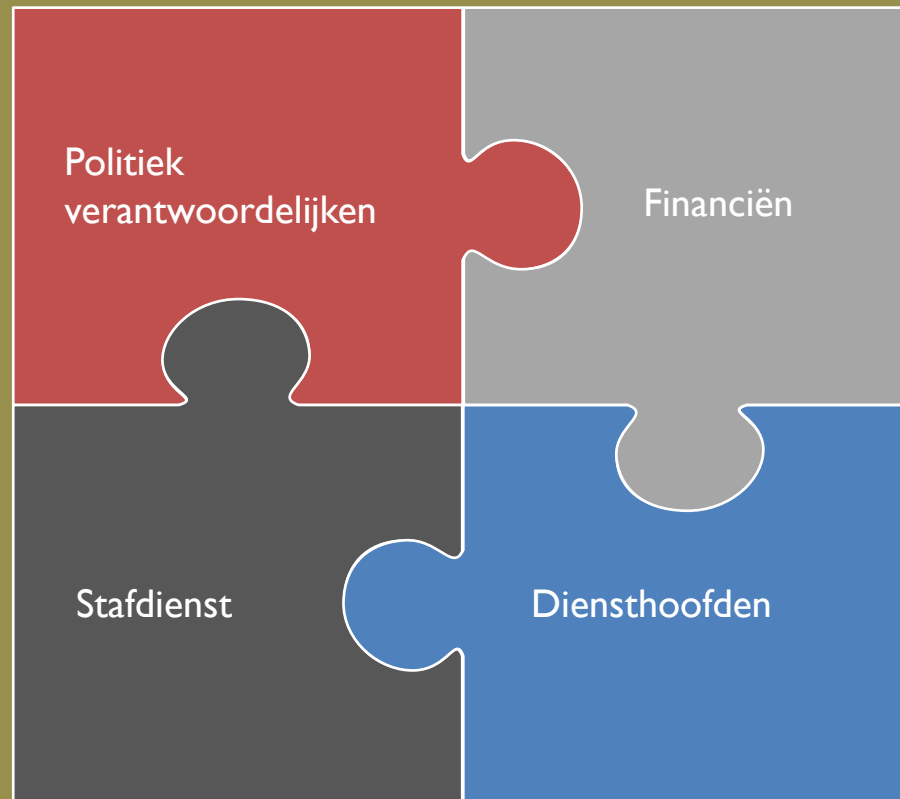 Politiek
verantwoordelijken
Financiën
Stafdienst
Diensthoofden